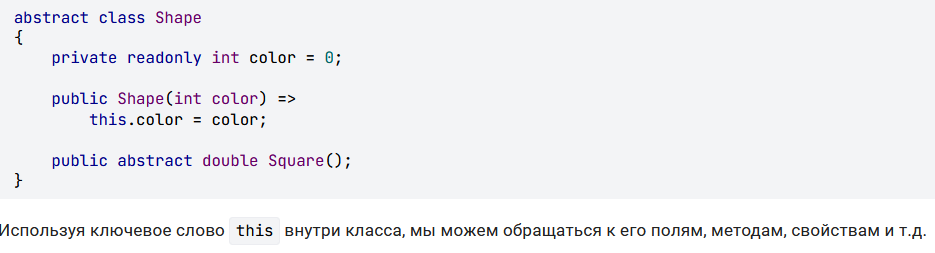 abstract class Shape
{
    private readonly int color = 0;

    public Shape(int color) =>
        this.color = color;

    public abstract double Square();
}
Используя ключевое слово this внутри класса, мы можем обращаться к его полям, методам, свойствам и т.д.